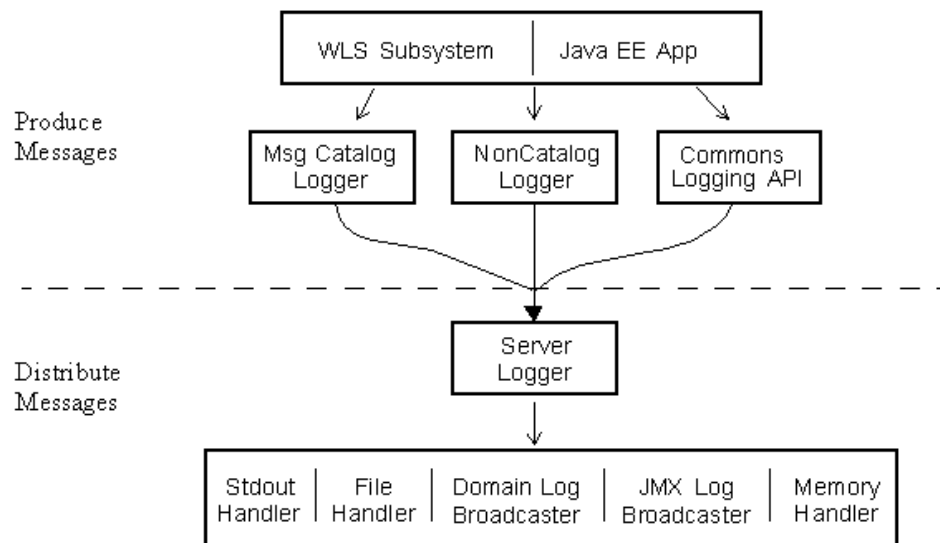 WLS Subsystem
Java EE App
Produce
Messages
Msg Catalog
Logger
NonCatalog
Logger
Commons
Logging API
Server
Logger
Distribute
Messages
Stdout
Handler
File
Handler
Domain Log
Broadcaster
JMX Log
Broadcaster
Memory
Handler